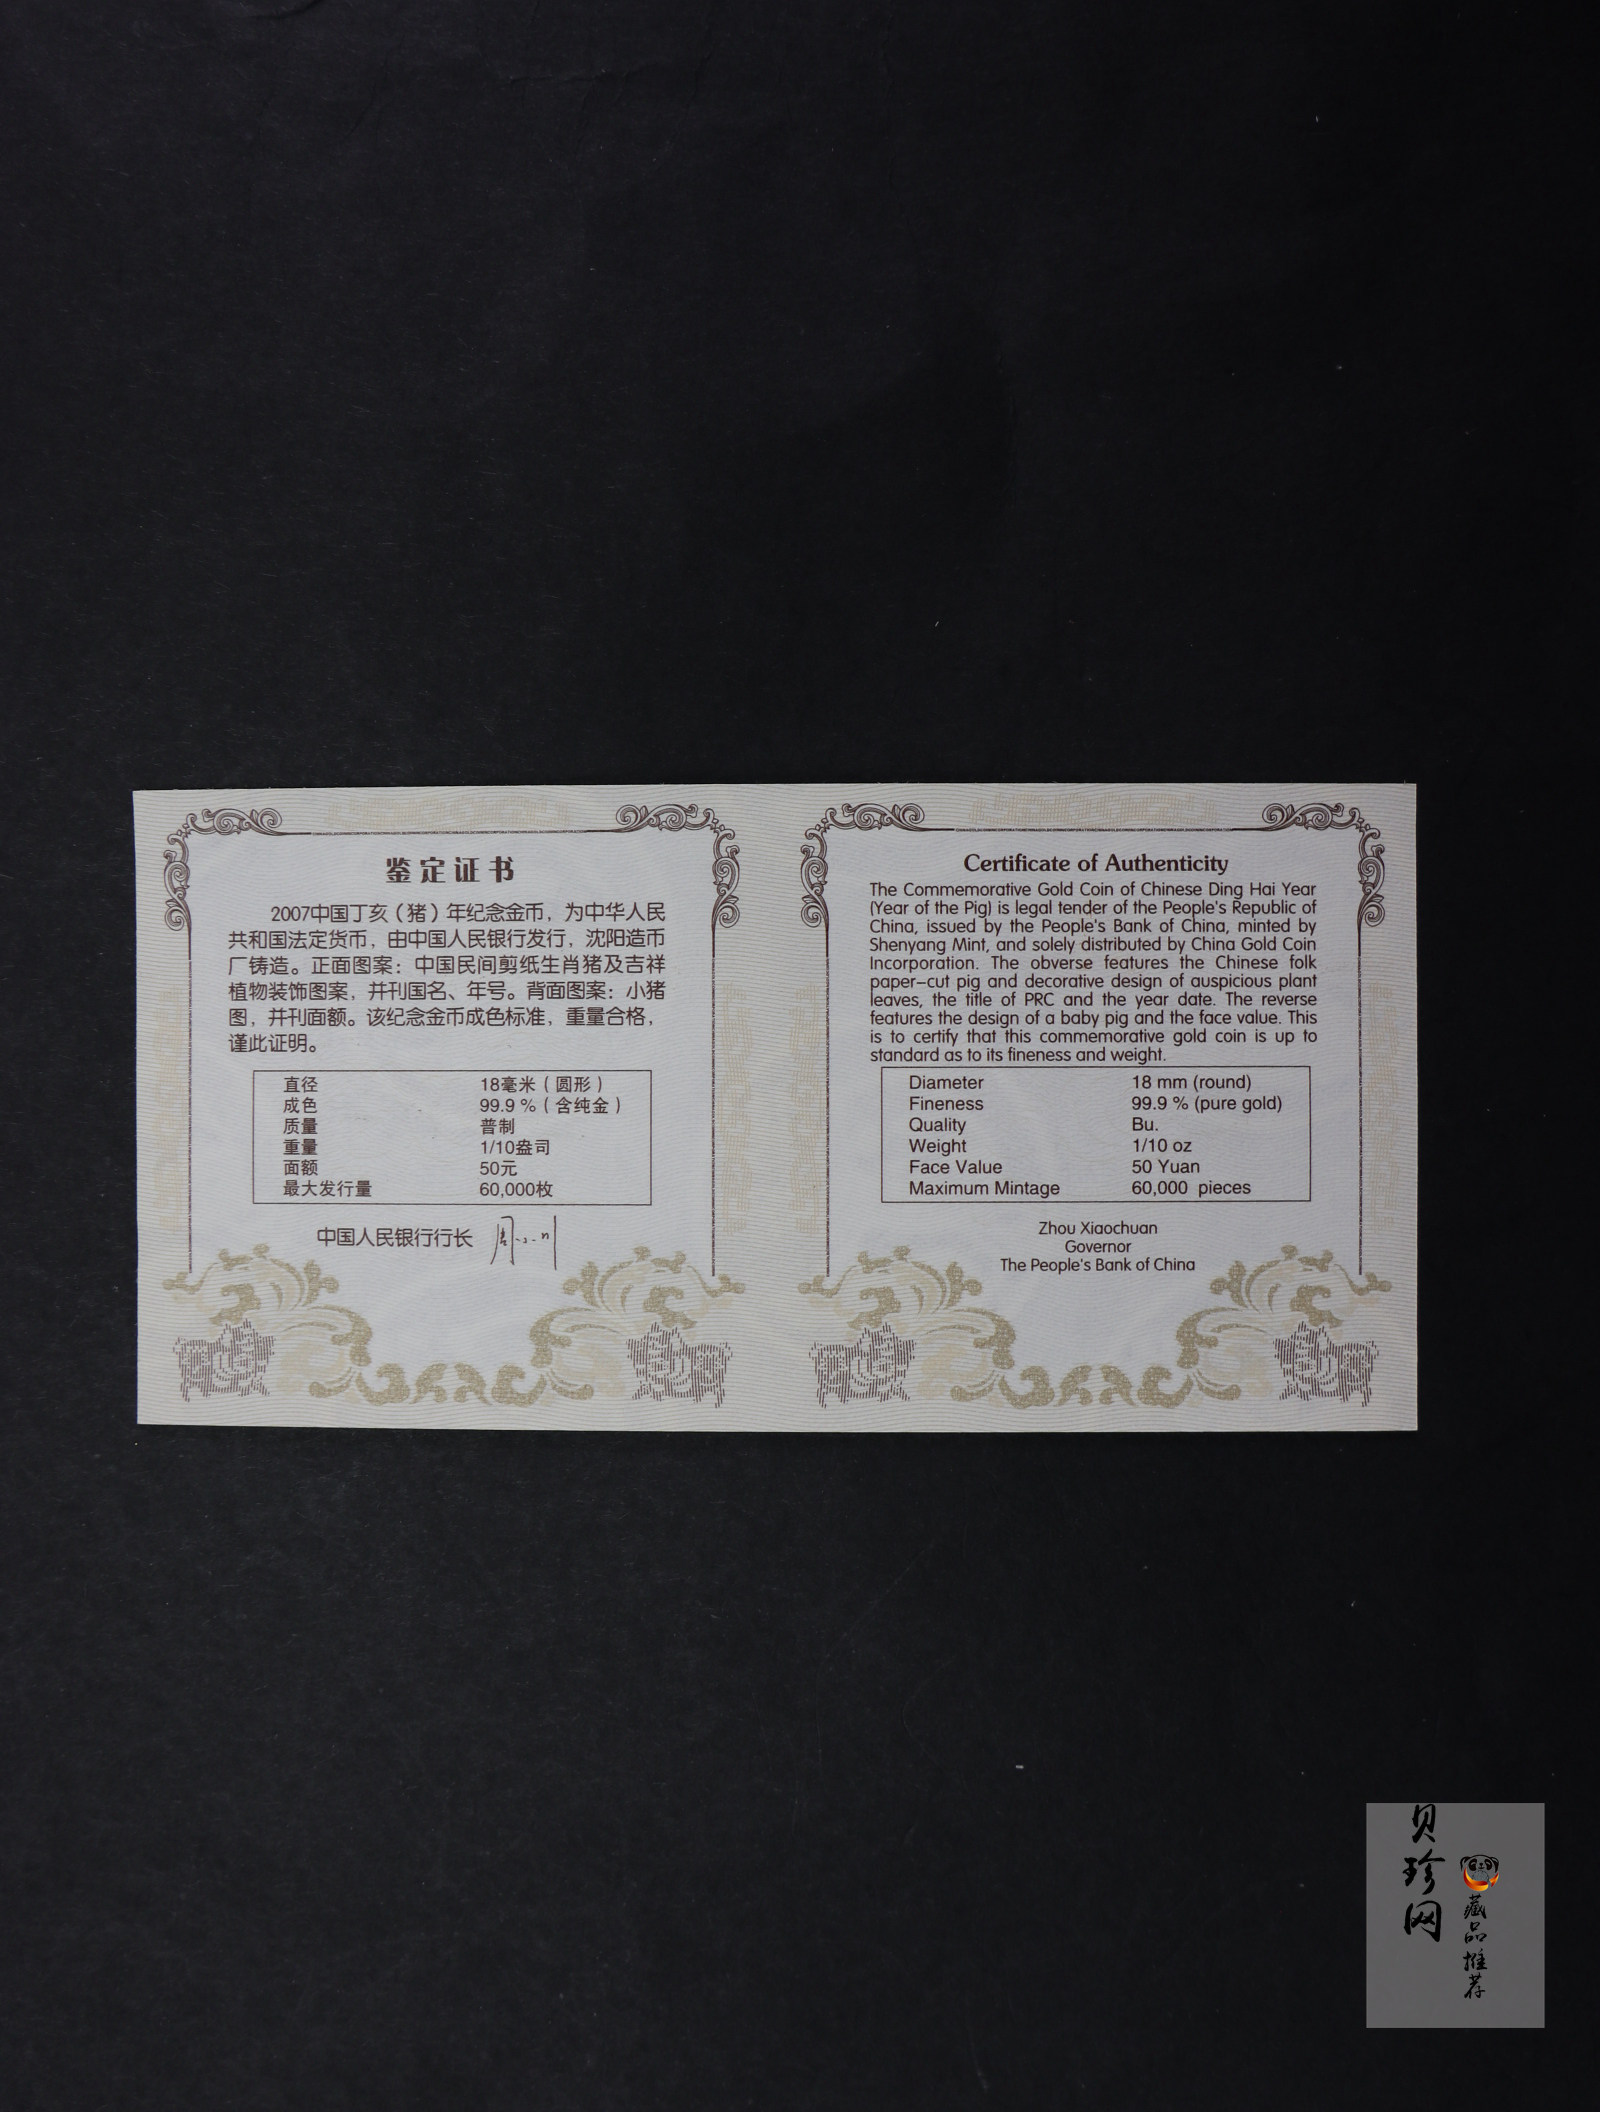 鉴定证书
2007中国丁亥（猪）年纪念金币，为中华人民
共和国法定货币，由中国人民银行发行，沈阳造币
厂铸造。正面图案：中国民间剪纸生肖猪及吉祥
植物装饰图案，并刊国名、年号。背面图案：小猪
图，并刊面额。该纪念金币成色标准，重量合格，
谨此证明。
直径 18毫米（圆形）
成色 99.9 %（含纯金）
质量 普制
重量 1/10盎司
面额 50元
最大发行量 60,000枚
中国人民银行行长 周小川
Certificate of Authenticity
The Commemorative Gold Coin of Chinese Ding Hai Year
(Year of the Pig) is legal tender of the People's Republic of
China, issued by the People's Bank of China, minted by
Shenyang Mint, and solely distributed by China Gold Coin
Incorporation. The obverse features the Chinese folk
paper–cut pig and decorative design of auspicious plant
leaves, the title of PRC and the year date. The reverse
features the design of a baby pig and the face value. This
is to certify that this commemorative gold coin is up to
standard as to its fineness and weight.
Diameter 18 mm (round)
Fineness 99.9 % (pure gold)
Quality Bu.
Weight 1/10 oz
Face Value 50 Yuan
Maximum Mintage 60,000 pieces
Zhou Xiaochuan
Governor
The People's Bank of China
贝珍网
藏品推荐